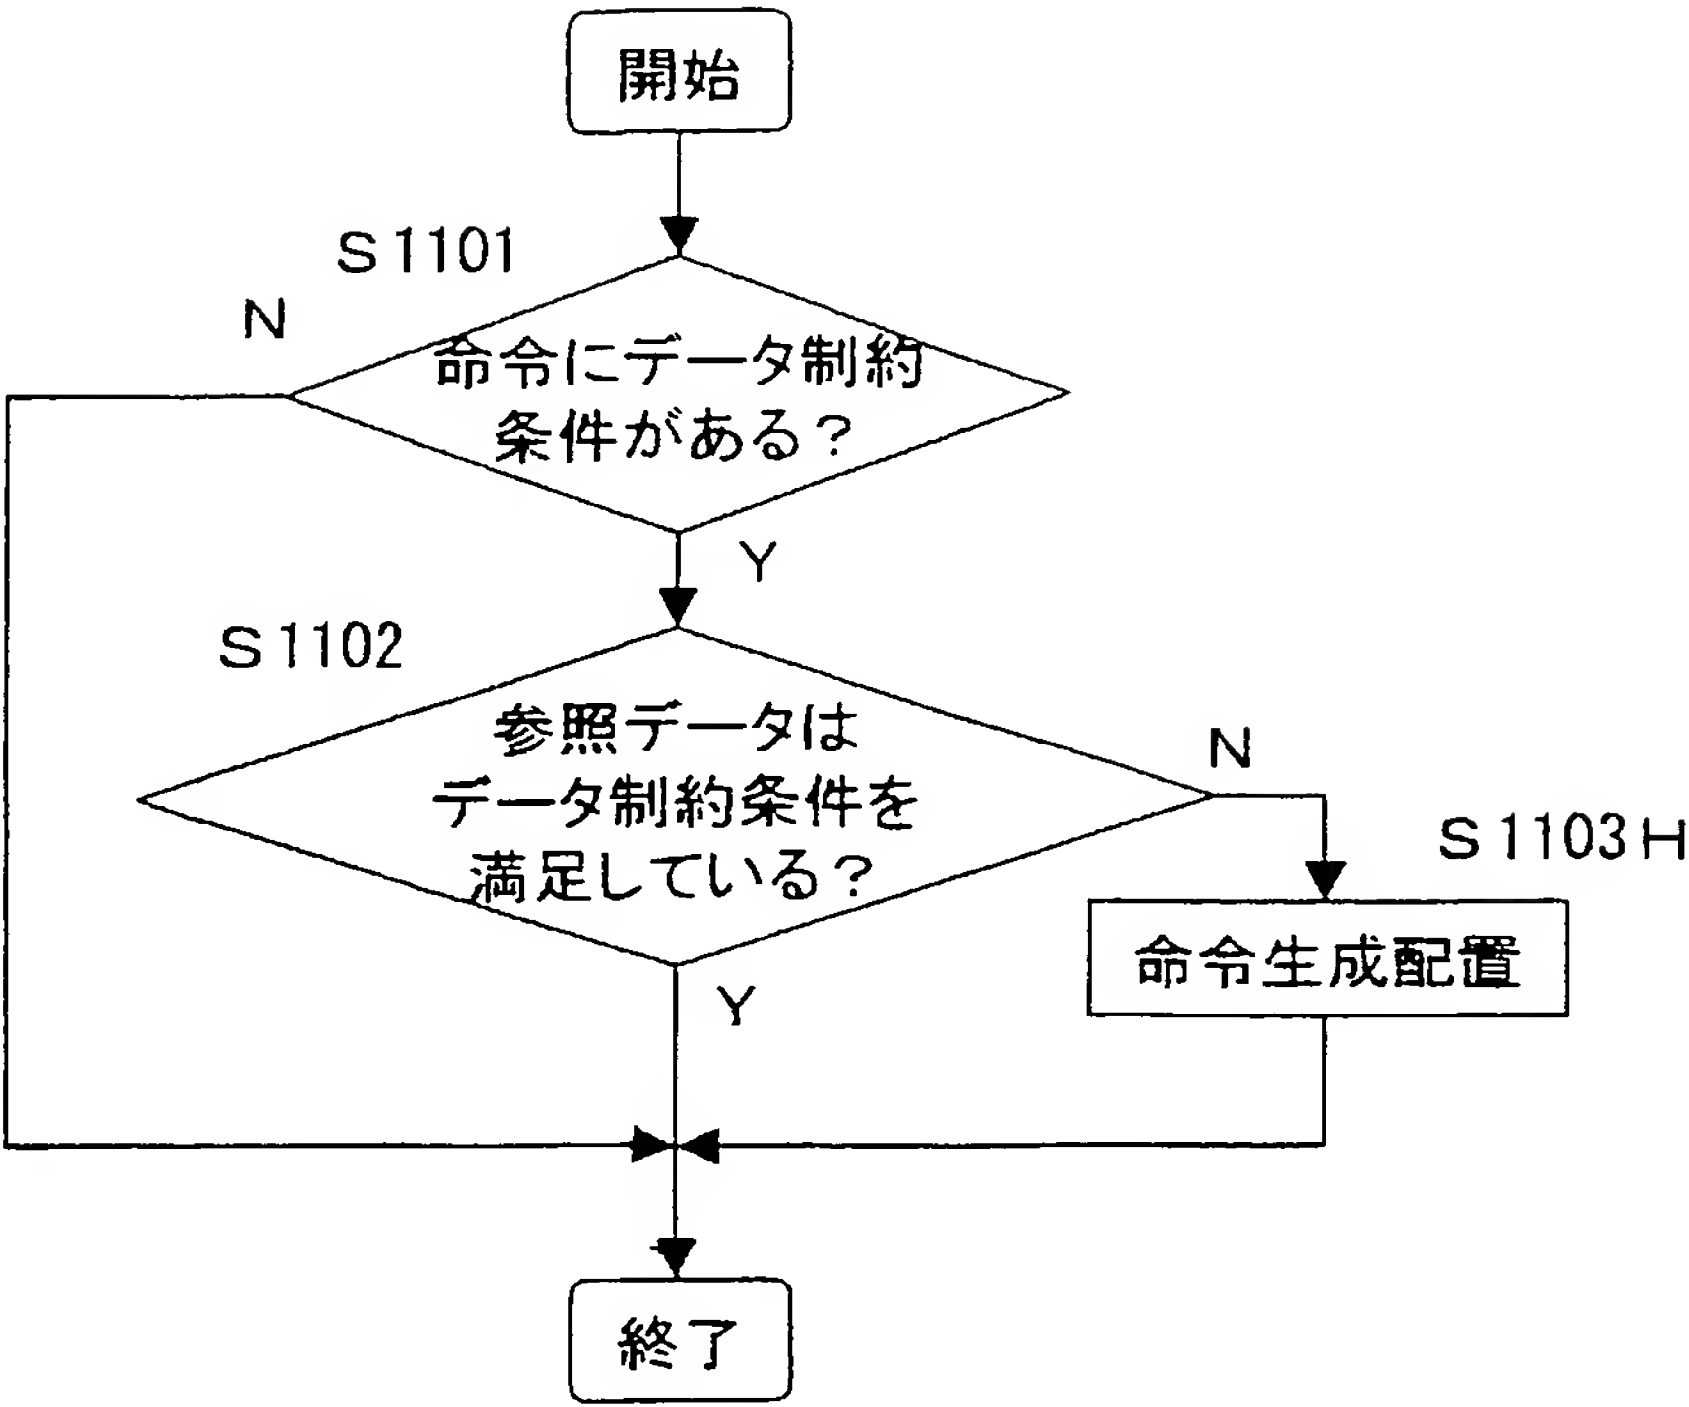 開始
S1101
N
命令にデータ制約
条件がある？
Y
S1102
参照データは
データ制約条件を
満足している？
N
S1103H
命令生成配置
Y
終了